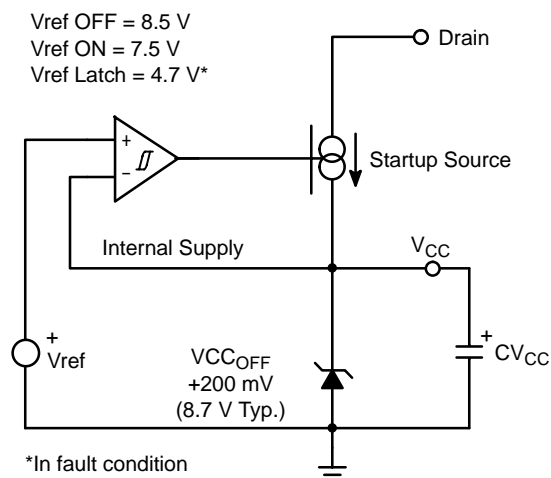 Vref OFF = 8.5 V
Vref ON = 7.5 V
Vref Latch = 4.7 V*
Drain
+
−
Startup Source
Internal Supply
VCC
+
Vref
VCCOFF
+200 mV
(8.7 V Typ.)
+
CVCC
*In fault condition